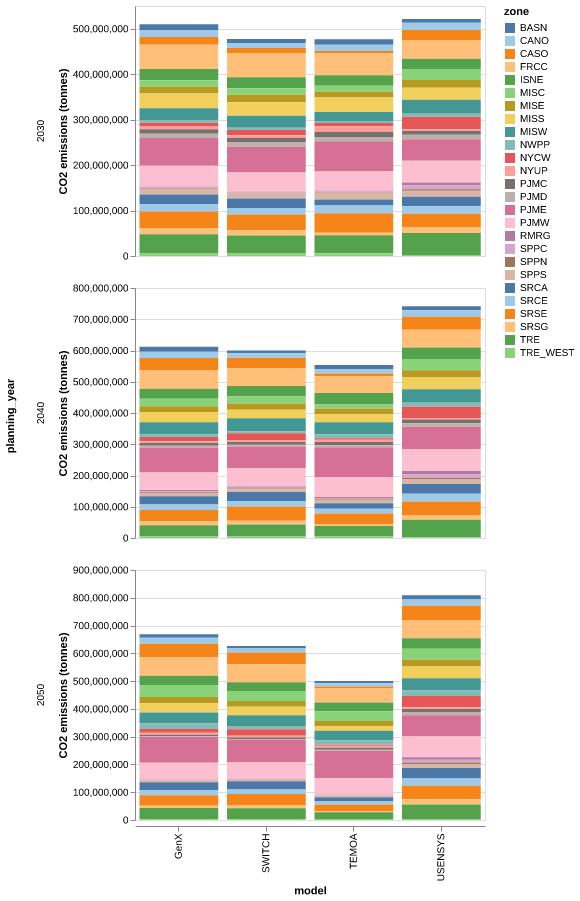 zone
BASN
CANO
CASO
FRCC
ISNE
MISC
MISE
MISS
MISW
NWPP
NYCW
NYUP
PJMC
PJMD
PJME
PJMW
RMRG
SPPC
SPPN
SPPS
SRCA
SRCE
SRSE
SRSG
TRE
TRE_WEST
planning_year
2030
CO2 emissions (tonnes)
500,000,000
400,000,000
300,000,000
200,000,000
100,000,000
0
2040
CO2 emissions (tonnes)
800,000,000
700,000,000
600,000,000
500,000,000
400,000,000
300,000,000
200,000,000
100,000,000
0
2050
CO2 emissions (tonnes)
900,000,000
800,000,000
700,000,000
600,000,000
500,000,000
400,000,000
300,000,000
200,000,000
100,000,000
0
GenX
SWITCH
TEMOA
USENSYS
model